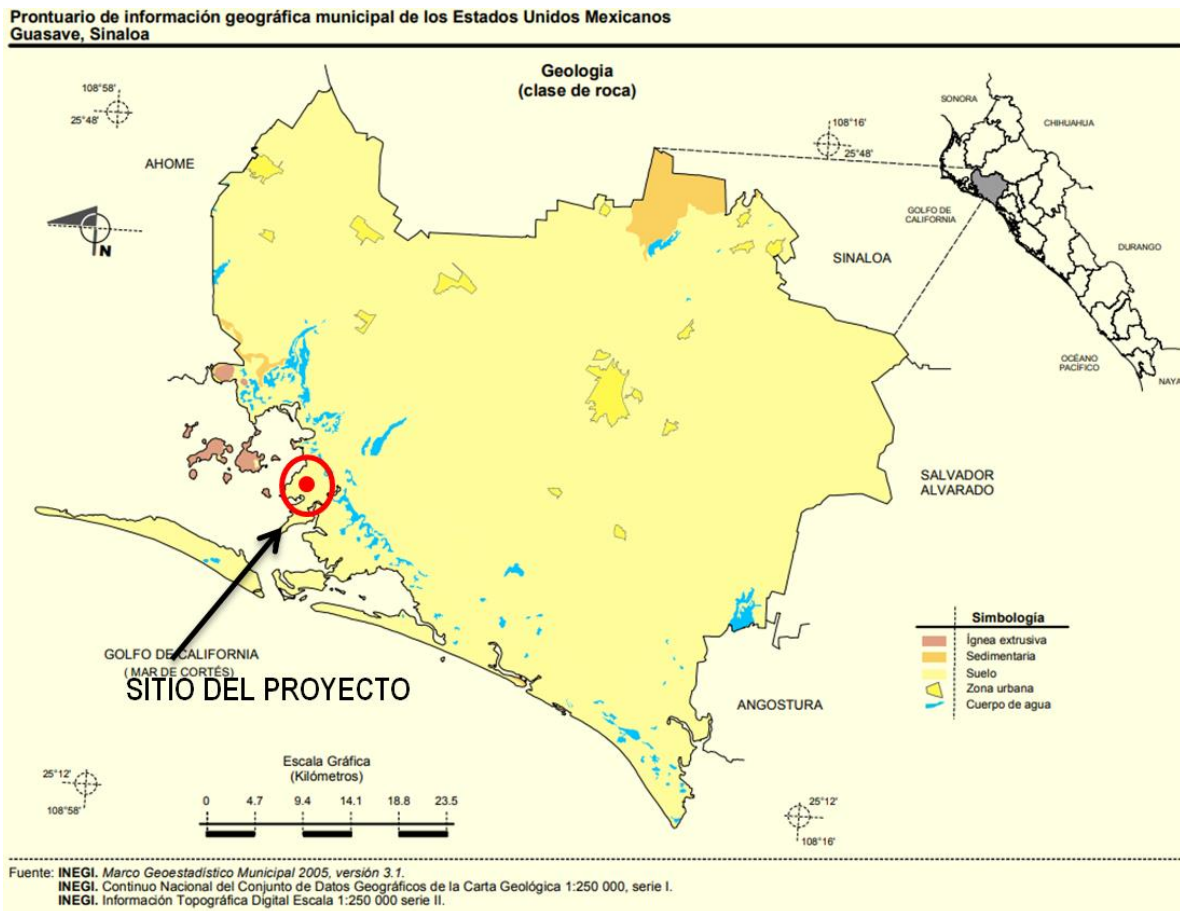 Prontuario de información geográfica municipal de los Estados Unidos Mexicanos
Guasave, Sinaloa
Geologia
(clase de roca)
108°58'
25°48'
108°16'
25°48'
SONORA
CHIHUAHUA
AHOME
N
GOLFO DE
CALIFORNIA
DURANGO
SINALOA
OCÉANO
PACÍFICO
NAYA
SALVADOR
ALVARADO
GOLFO DE CALIFORNIA
( MAR DE CORTÉS)
SITIO DEL PROYECTO
ANGOSTURA
Simbología
Ígnea extrusiva
Sedimentaria
Suelo
Zona urbana
Cuerpo de agua
Escala Gráfica
(Kilómetros)
0 4.7 9.4 14.1 18.8 23.5
25°12'
108°58'
25°12'
108°16'
Fuente: INEGI. Marco Geoestadístico Municipal 2005, versión 3.1.
INEGI. Continuo Nacional del Conjunto de Datos Geográficos de la Carta Geológica 1:250 000, serie I.
INEGI. Información Topográfica Digital Escala 1:250 000 serie II.